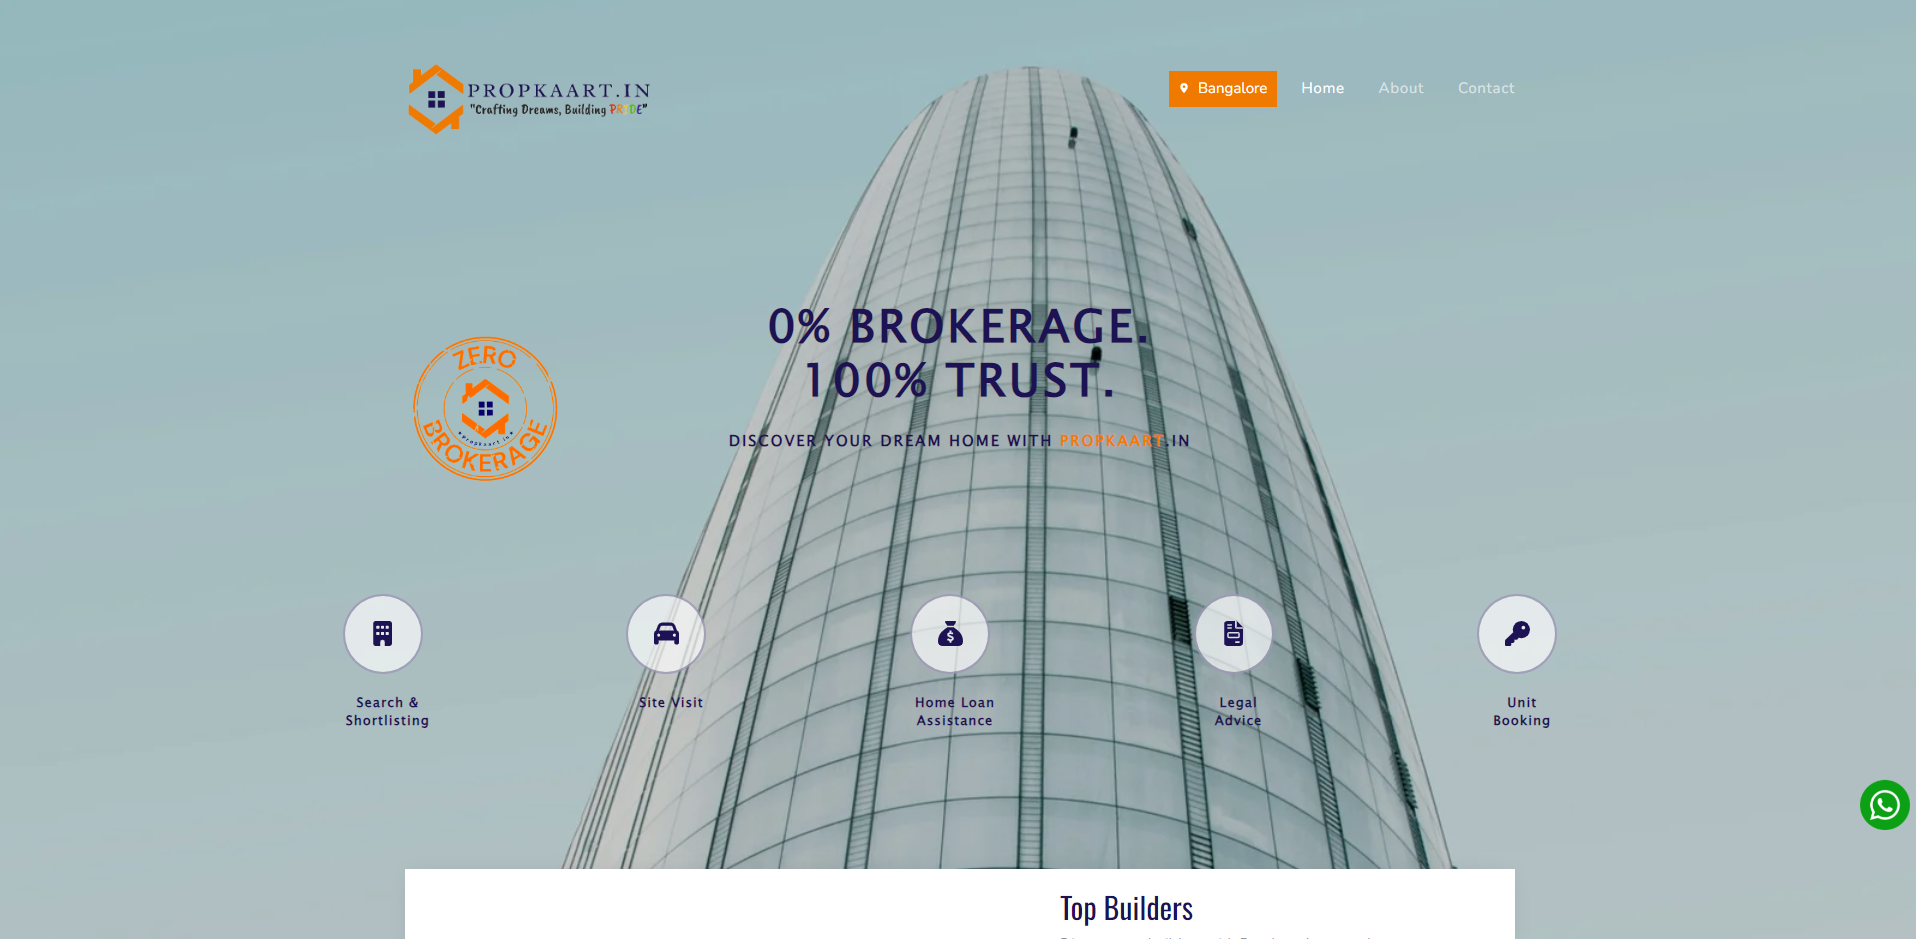 PROPKAART.IN
"Crafting Dreams, Building PRIDE"
Bangalore
Home
About
Contact
0% BROKERAGE.
100% TRUST.
DISCOVER YOUR DREAM HOME WITH PROPKAART.IN
ZERO
Propkaart.in
BROKERAGE
Search &
Shortlisting
Site Visit
Home Loan
Assistance
Legal
Advice
Unit
Booking
Top Builders